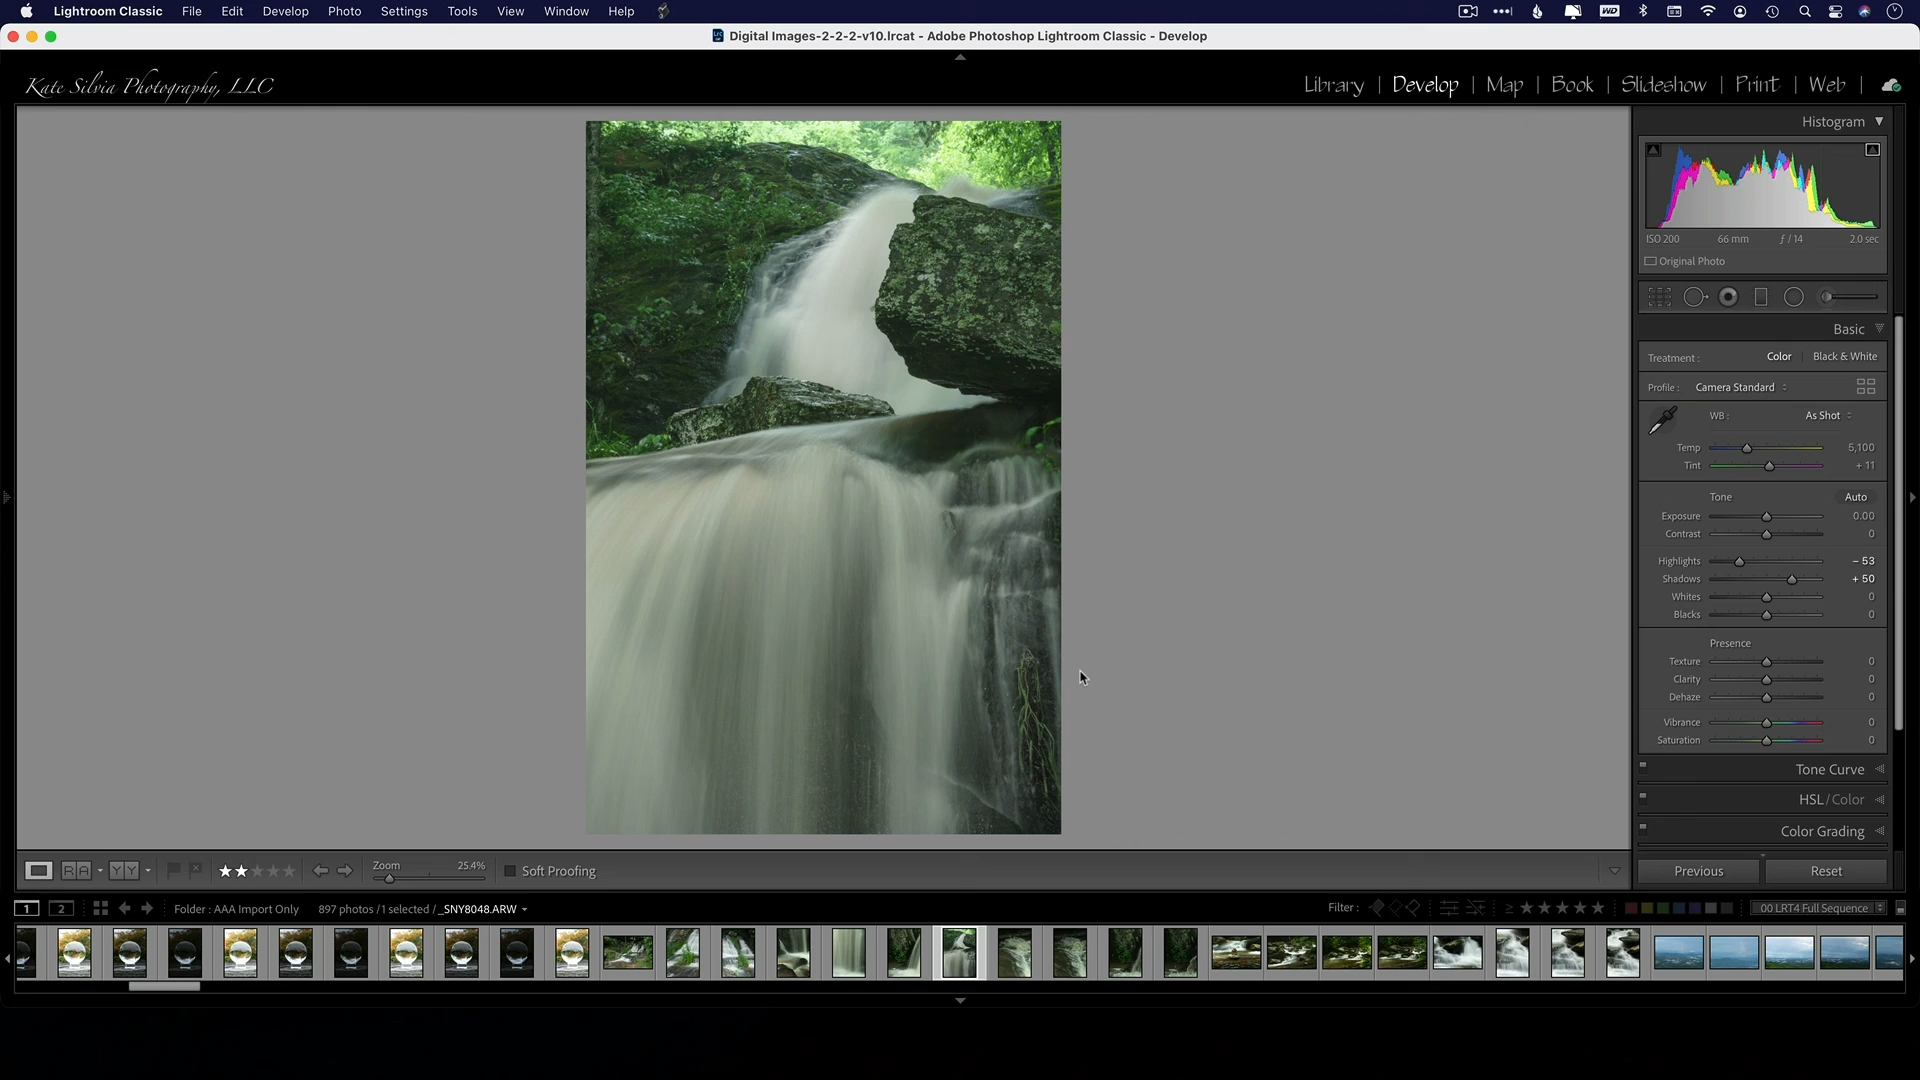 Lightroom Classic File Edit Develop Photo Settings Tools View Window Help
WD
LrC Digital Images-2-2-2-v10.lrcat - Adobe Photoshop Lightroom Classic - Develop
Kate Silvia Photography, LLC
Library | Develop | Map | Book | Slideshow | Print | Web |
Histogram
ISO 200 66 mm ƒ / 14 2.0 sec
Original Photo
Basic
Treatment : Color Black & White
Profile : Camera Standard
WB : As Shot
Temp 5,100
Tint + 11
Tone Auto
Exposure 0.00
Contrast 0
Highlights – 53
Shadows + 50
Whites 0
Blacks 0
Presence
Texture 0
Clarity 0
Dehaze 0
Vibrance 0
Saturation 0
Tone Curve
HSL / Color
Color Grading
Previous Reset
R A Y Y Zoom 25.4% Soft Proofing
1 2 Folder : AAA Import Only 897 photos / 1 selected / _SNY8048.ARW Filter : ≥ 00 LRT4 Full Sequence